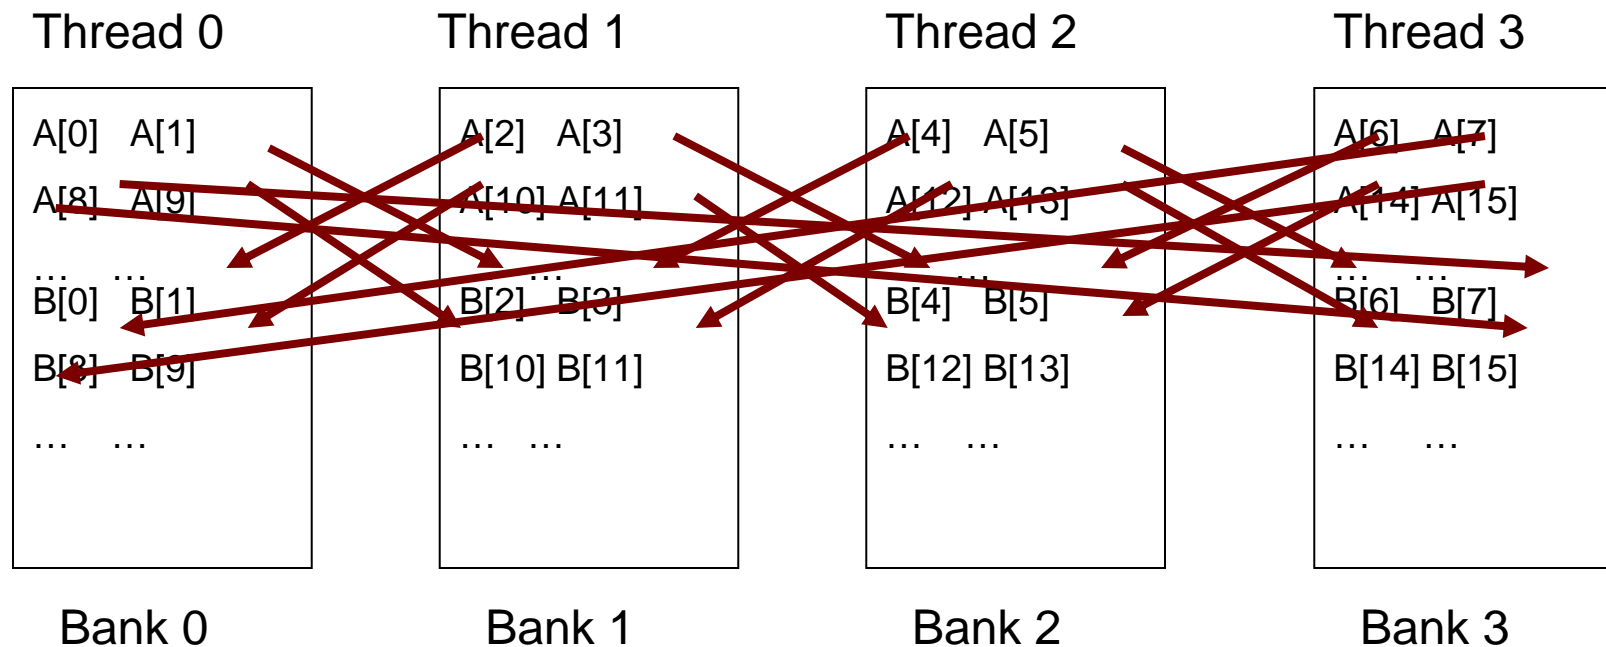 Thread 0 Thread 1 Thread 2 Thread 3
A[0] A[1] A[2] A[3] A[4] A[5] A[6] A[7]
A[8] A[9] A[10] A[11] A[12] A[13] A[14] A[15]
… … … … … …
B[0] B[1] B[2] B[3] B[4] B[5] B[6] B[7]
B[8] B[9] B[10] B[11] B[12] B[13] B[14] B[15]
… … … … … … … …
Bank 0 Bank 1 Bank 2 Bank 3